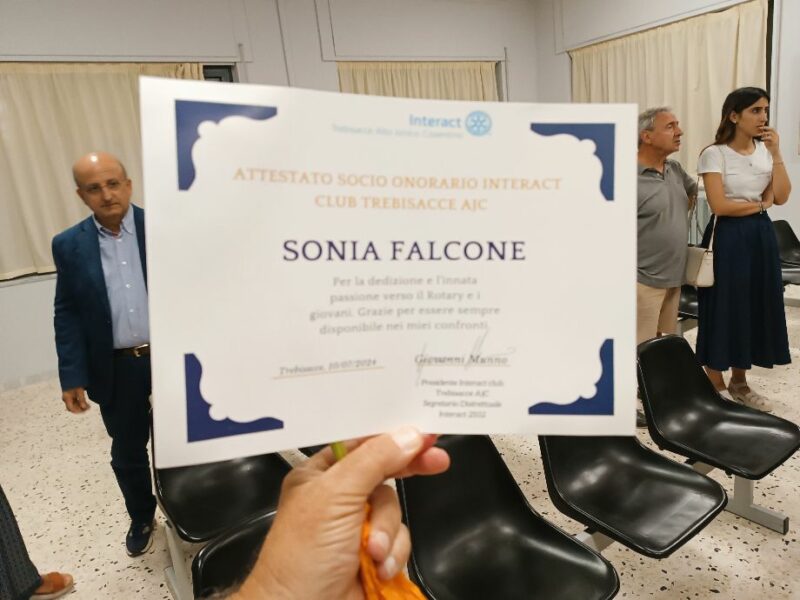 Interact
Trebisacce Alto Jonio Cosentino
ATTESTATO SOCIO ONORARIO INTERACT
CLUB TREBISACCE AJC
SONIA FALCONE
Per la dedizione e l'innata
passione verso il Rotary e i
giovani. Grazie per essere sempre
disponibile nei miei confronti.
Trebisacce, 10/07/2024
Giovanni Munno
Presidente Interact club
Trebisacce AJC
Segretario Distrettuale
Interact 2102